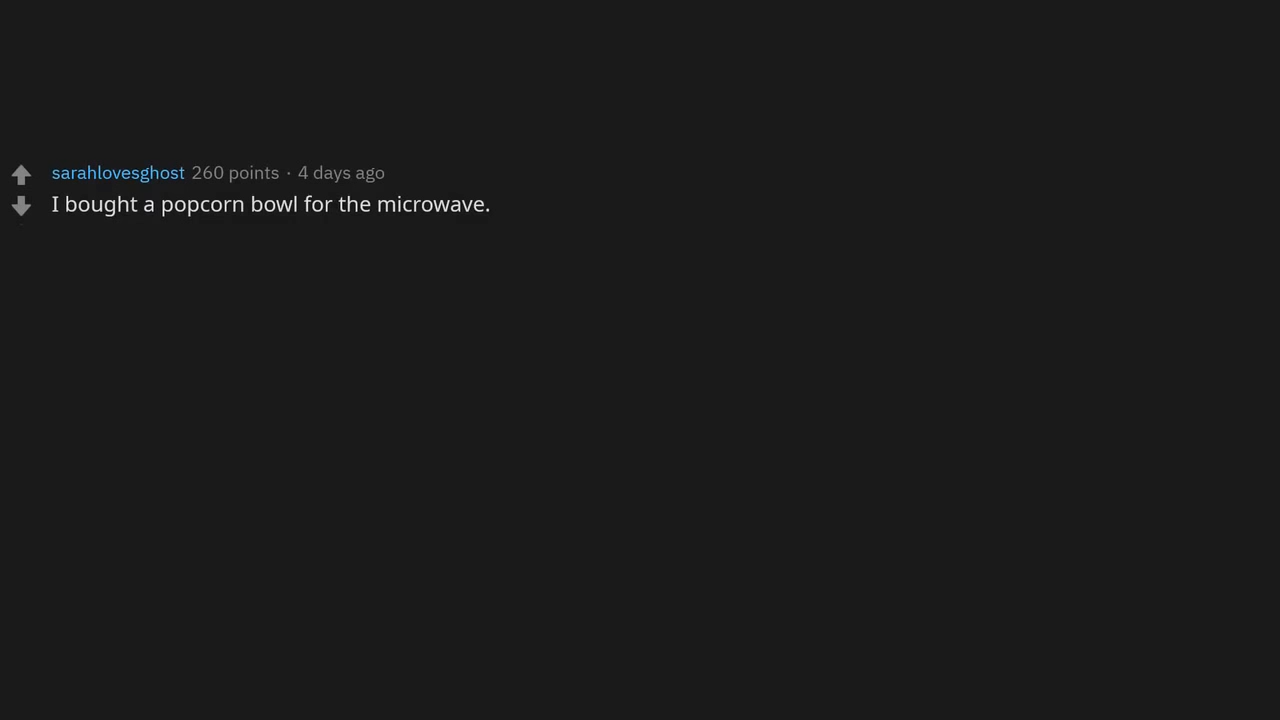 sarahlovesghost 260 points · 4 days ago
I bought a popcorn bowl for the microwave.